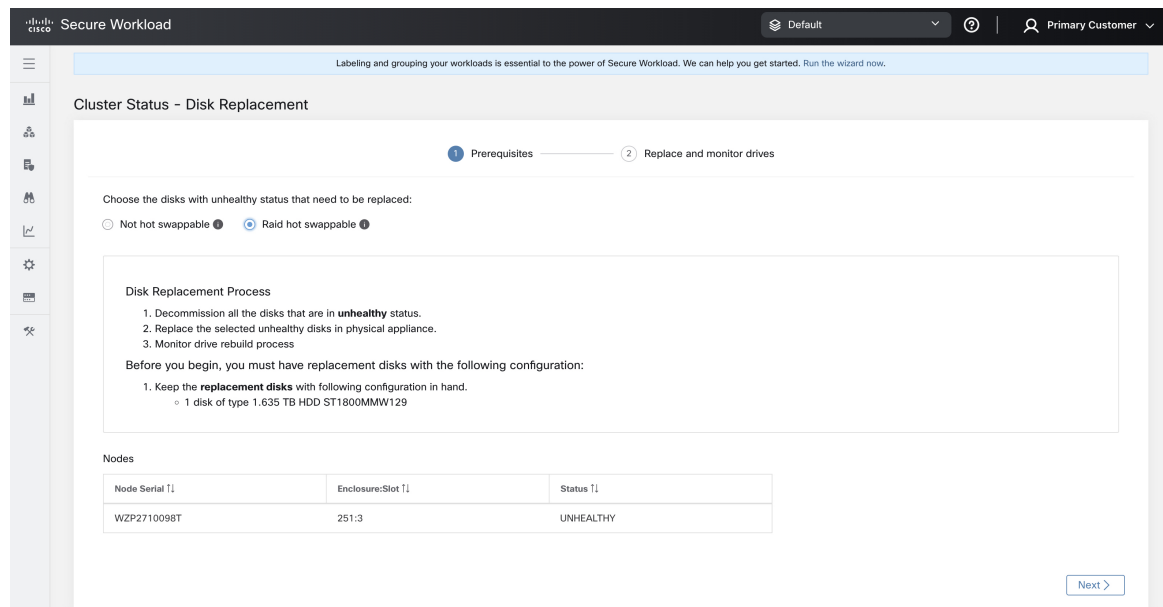 cisco Secure Workload
Default
Primary Customer
Labeling and grouping your workloads is essential to the power of Secure Workload. We can help you get started. Run the wizard now.
Cluster Status - Disk Replacement
1 Prerequisites
2 Replace and monitor drives
Choose the disks with unhealthy status that need to be replaced:
Not hot swappable
Raid hot swappable
Disk Replacement Process
1. Decommission all the disks that are in unhealthy status.
2. Replace the selected unhealthy disks in physical appliance.
3. Monitor drive rebuild process
Before you begin, you must have replacement disks with the following configuration:
1. Keep the replacement disks with following configuration in hand.
1 disk of type 1.635 TB HDD ST1800MMW129
Nodes
Node Serial Enclosure:Slot Status
WZP2710098T 251:3 UNHEALTHY
Next